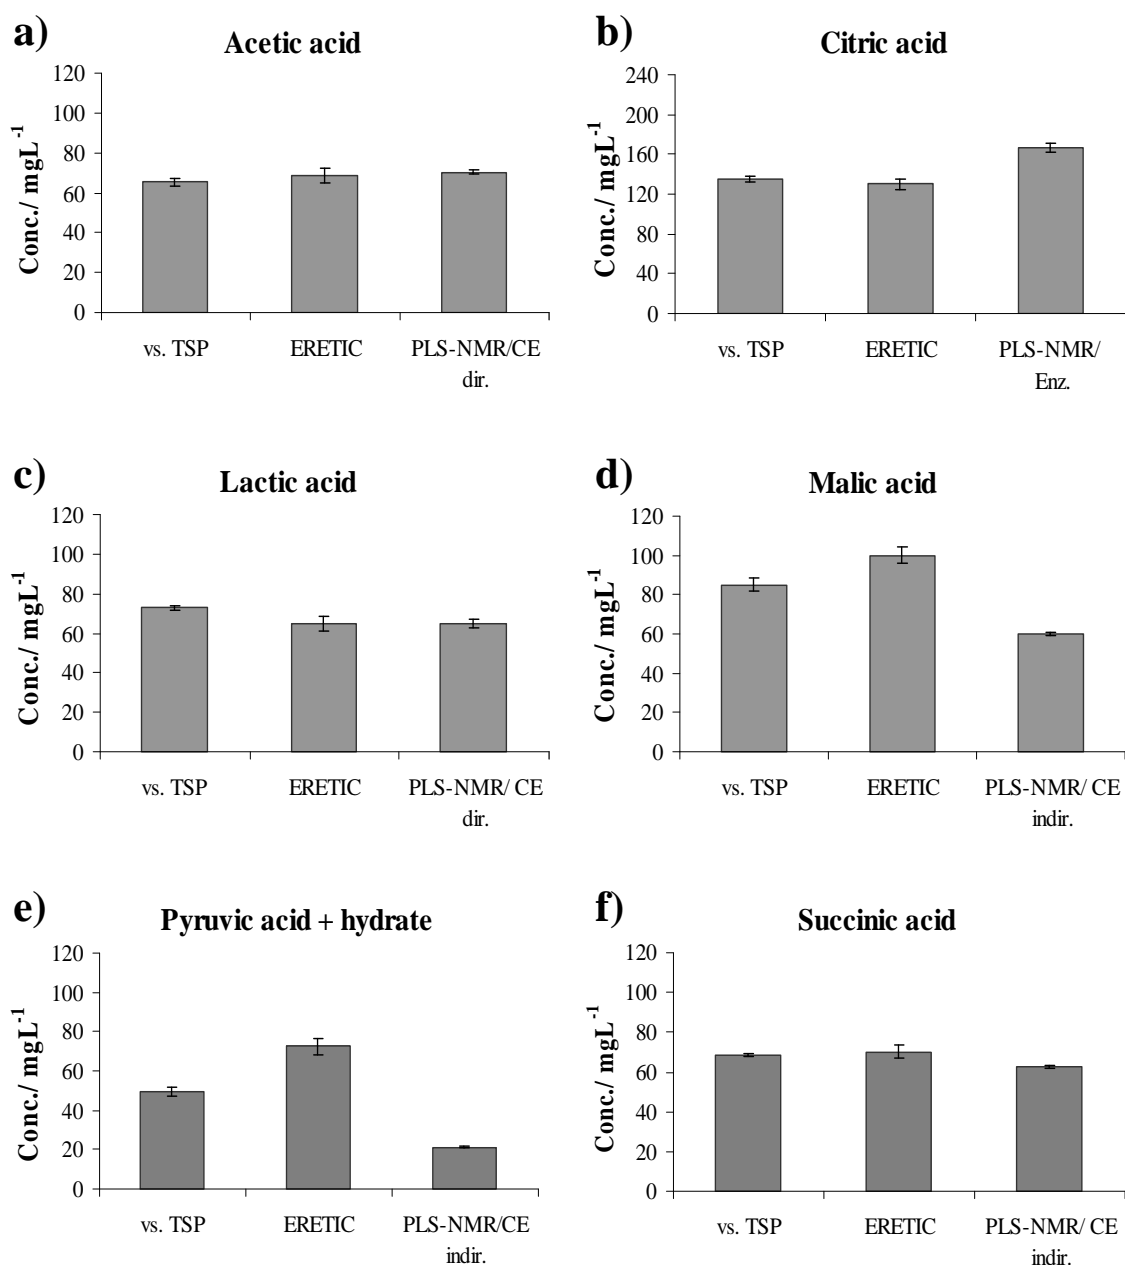 a)
Acetic acid
Conc./ mgL⁻¹
120
100
80
60
40
20
0
vs. TSP
ERETIC
PLS-NMR/CE
dir.
b)
Citric acid
Conc./ mgL⁻¹
240
200
160
120
80
40
0
vs. TSP
ERETIC
PLS-NMR/
Enz.
c)
Lactic acid
Conc./ mgL⁻¹
120
100
80
60
40
20
0
vs. TSP
ERETIC
PLS-NMR/ CE
dir.
d)
Malic acid
Conc./ mgL⁻¹
120
100
80
60
40
20
0
vs. TSP
ERETIC
PLS-NMR/ CE
indir.
e)
Pyruvic acid + hydrate
Conc./ mgL⁻¹
120
100
80
60
40
20
0
vs. TSP
ERETIC
PLS-NMR/CE
indir.
f)
Succinic acid
Conc./ mgL⁻¹
120
100
80
60
40
20
0
vs. TSP
ERETIC
PLS-NMR/ CE
indir.